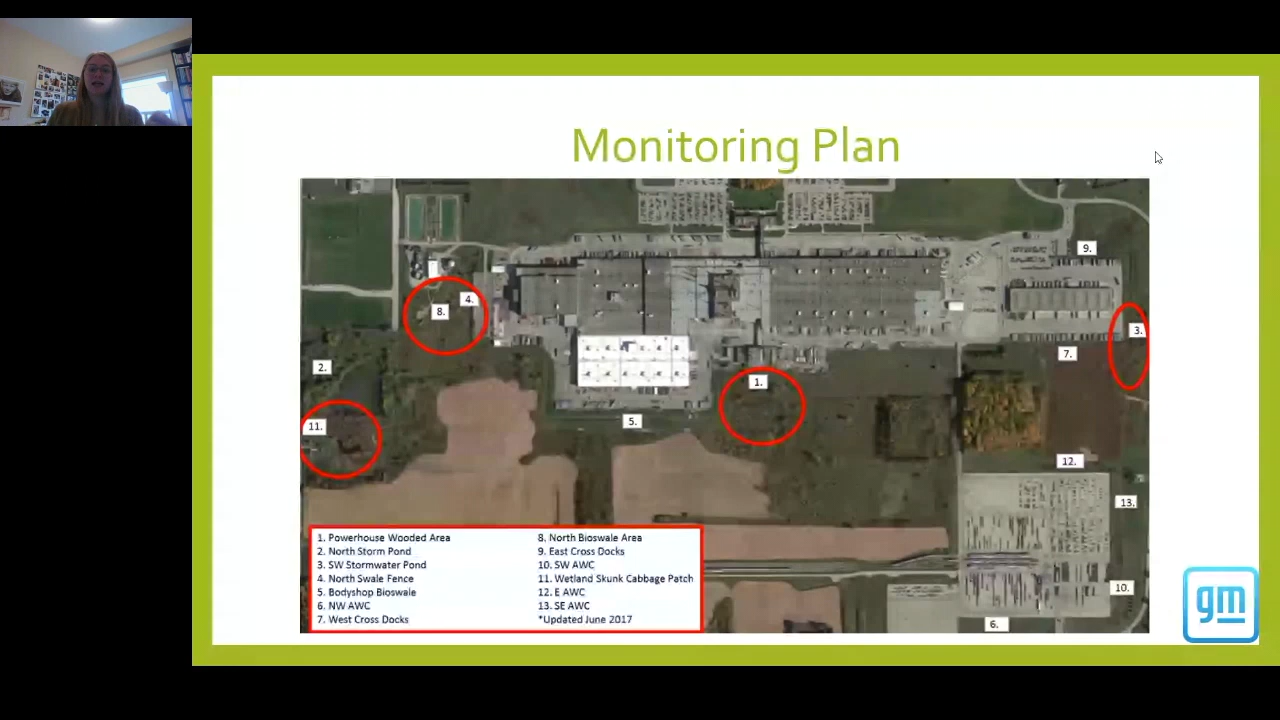 Monitoring Plan
9.
4.
8.
3.
7.
2.
1.
11.
5.
12.
13.
10.
6.
1. Powerhouse Wooded Area
2. North Storm Pond
3. SW Stormwater Pond
4. North Swale Fence
5. Bodyshop Bioswale
6. NW AWC
7. West Cross Docks
8. North Bioswale Area
9. East Cross Docks
10. SW AWC
11. Wetland Skunk Cabbage Patch
12. E AWC
13. SE AWC
*Updated June 2017
gm